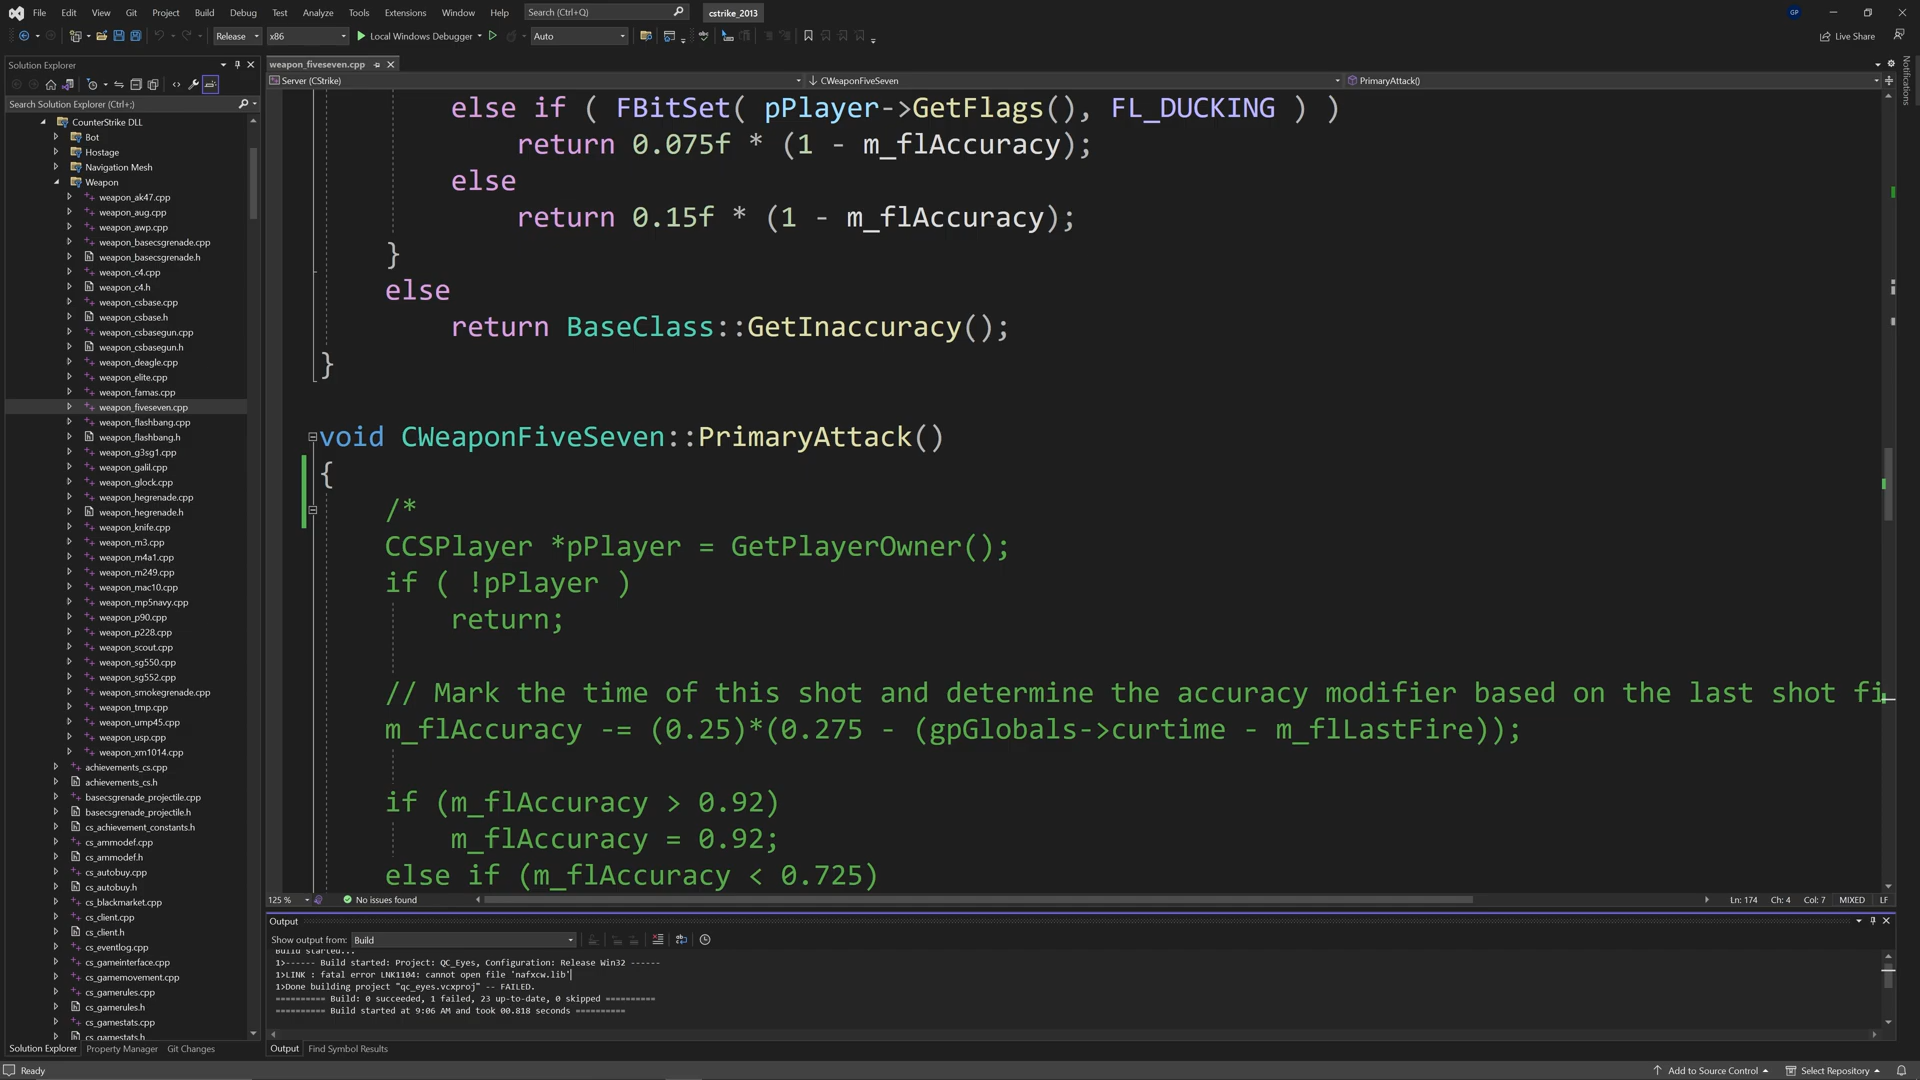 File Edit View Git Project Build Debug Test Analyze Tools Extensions Window Help Search (Ctrl+Q) cstrike_2013 GP
Release x86 Local Windows Debugger Auto Live Share
Solution Explorer
Search Solution Explorer (Ctrl+;)
CounterStrike DLL
Bot
Hostage
Navigation Mesh
Weapon
weapon_ak47.cpp
weapon_aug.cpp
weapon_awp.cpp
weapon_basecsgrenade.cpp
weapon_basecsgrenade.h
weapon_c4.cpp
weapon_c4.h
weapon_csbase.cpp
weapon_csbase.h
weapon_csbasegun.cpp
weapon_csbasegun.h
weapon_deagle.cpp
weapon_elite.cpp
weapon_famas.cpp
weapon_fiveseven.cpp
weapon_flashbang.cpp
weapon_flashbang.h
weapon_g3sg1.cpp
weapon_galil.cpp
weapon_glock.cpp
weapon_hegrenade.cpp
weapon_hegrenade.h
weapon_knife.cpp
weapon_m3.cpp
weapon_m4a1.cpp
weapon_m249.cpp
weapon_mac10.cpp
weapon_mp5navy.cpp
weapon_p90.cpp
weapon_p228.cpp
weapon_scout.cpp
weapon_sg550.cpp
weapon_sg552.cpp
weapon_smokegrenade.cpp
weapon_tmp.cpp
weapon_ump45.cpp
weapon_usp.cpp
weapon_xm1014.cpp
achievements_cs.cpp
achievements_cs.h
basecsgrenade_projectile.cpp
basecsgrenade_projectile.h
cs_achievement_constants.h
cs_ammodef.cpp
cs_ammodef.h
cs_autobuy.cpp
cs_autobuy.h
cs_blackmarket.cpp
cs_client.cpp
cs_client.h
cs_eventlog.cpp
cs_gameinterface.cpp
cs_gamemovement.cpp
cs_gamerules.cpp
cs_gamerules.h
cs_gamestats.cpp
cs_gamestats.h
Solution Explorer Property Manager Git Changes
weapon_fiveseven.cpp
Server (CStrike) CWeaponFiveSeven PrimaryAttack()
else if ( FBitSet( pPlayer->GetFlags(), FL_DUCKING ) )
return 0.075f * (1 - m_flAccuracy);
else
return 0.15f * (1 - m_flAccuracy);
}
else
return BaseClass::GetInaccuracy();
}
void CWeaponFiveSeven::PrimaryAttack()
{
/*
CCSPlayer *pPlayer = GetPlayerOwner();
if ( !pPlayer )
return;
// Mark the time of this shot and determine the accuracy modifier based on the last shot fi
m_flAccuracy -= (0.25)*(0.275 - (gpGlobals->curtime - m_flLastFire));
if (m_flAccuracy > 0.92)
m_flAccuracy = 0.92;
else if (m_flAccuracy < 0.725)
125 % No issues found Ln: 174 Ch: 4 Col: 7 MIXED LF
Output
Show output from: Build
Build started...
1>------ Build started: Project: QC_Eyes, Configuration: Release Win32 ------
1>LINK : fatal error LNK1104: cannot open file 'nafxcw.lib'
1>Done building project "qc_eyes.vcxproj" -- FAILED.
========== Build: 0 succeeded, 1 failed, 23 up-to-date, 0 skipped ==========
========== Build started at 9:06 AM and took 00.818 seconds ==========
Output Find Symbol Results
Notifications
Ready Add to Source Control Select Repository